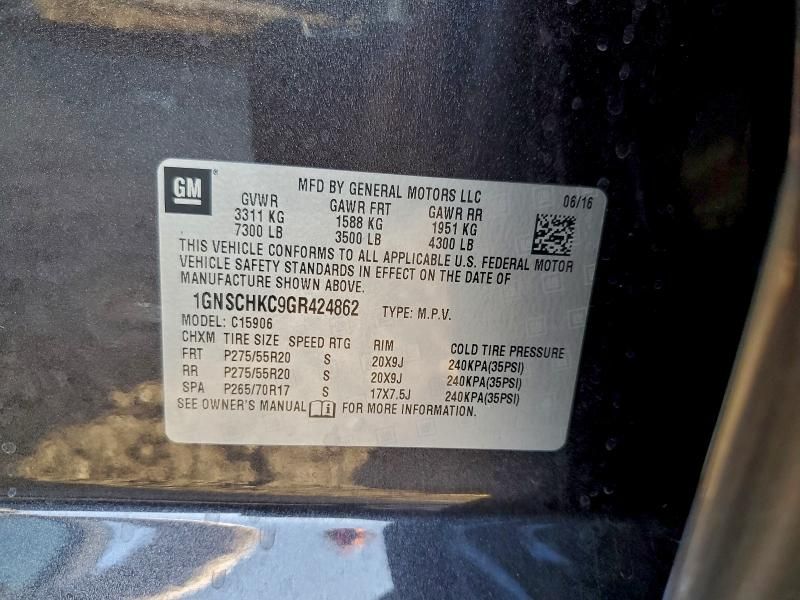 GM
MFD BY GENERAL MOTORS LLC
06/16
GVWR GAWR FRT GAWR RR
3311 KG 1588 KG 1951 KG
7300 LB 3500 LB 4300 LB
THIS VEHICLE CONFORMS TO ALL APPLICABLE U.S. FEDERAL MOTOR
VEHICLE SAFETY STANDARDS IN EFFECT ON THE DATE OF
MANUFACTURE SHOWN ABOVE.
1GNSCHKC9GR424862 TYPE: M.P.V.
MODEL: C15906
CHXM TIRE SIZE SPEED RTG RIM COLD TIRE PRESSURE
FRT P275/55R20 S 20X9J 240KPA(35PSI)
RR P275/55R20 S 20X9J 240KPA(35PSI)
SPA P265/70R17 S 17X7.5J 240KPA(35PSI)
SEE OWNER'S MANUAL i FOR MORE INFORMATION.